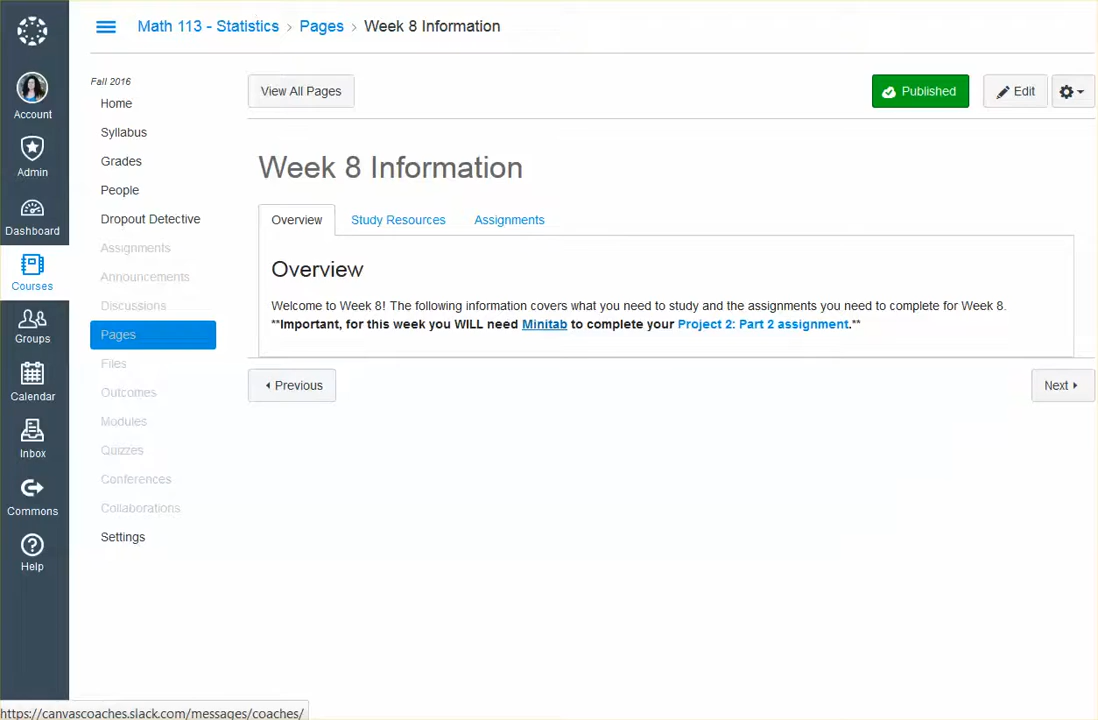 Math 113 - Statistics > Pages > Week 8 Information
Account
Admin
Dashboard
Courses
Groups
Calendar
Inbox
Commons
Help
Fall 2016
Home
Syllabus
Grades
People
Dropout Detective
Assignments
Announcements
Discussions
Pages
Files
Outcomes
Modules
Quizzes
Conferences
Collaborations
Settings
View All Pages
Published
Edit
Week 8 Information
Overview Study Resources Assignments
Overview
Welcome to Week 8! The following information covers what you need to study and the assignments you need to complete for Week 8.
**Important, for this week you WILL need Minitab to complete your Project 2: Part 2 assignment.**
Previous
Next
https://canvascoaches.slack.com/messages/coaches/